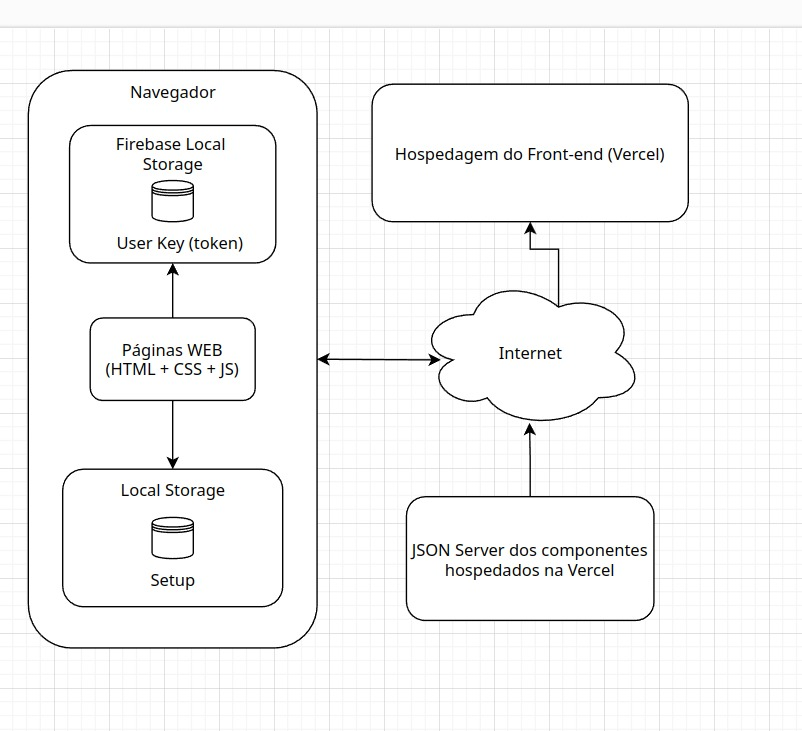 Navegador
Firebase Local
Storage
User Key (token)
Páginas WEB
(HTML + CSS + JS)
Local Storage
Setup
Hospedagem do Front-end (Vercel)
Internet
JSON Server dos componentes
hospedados na Vercel